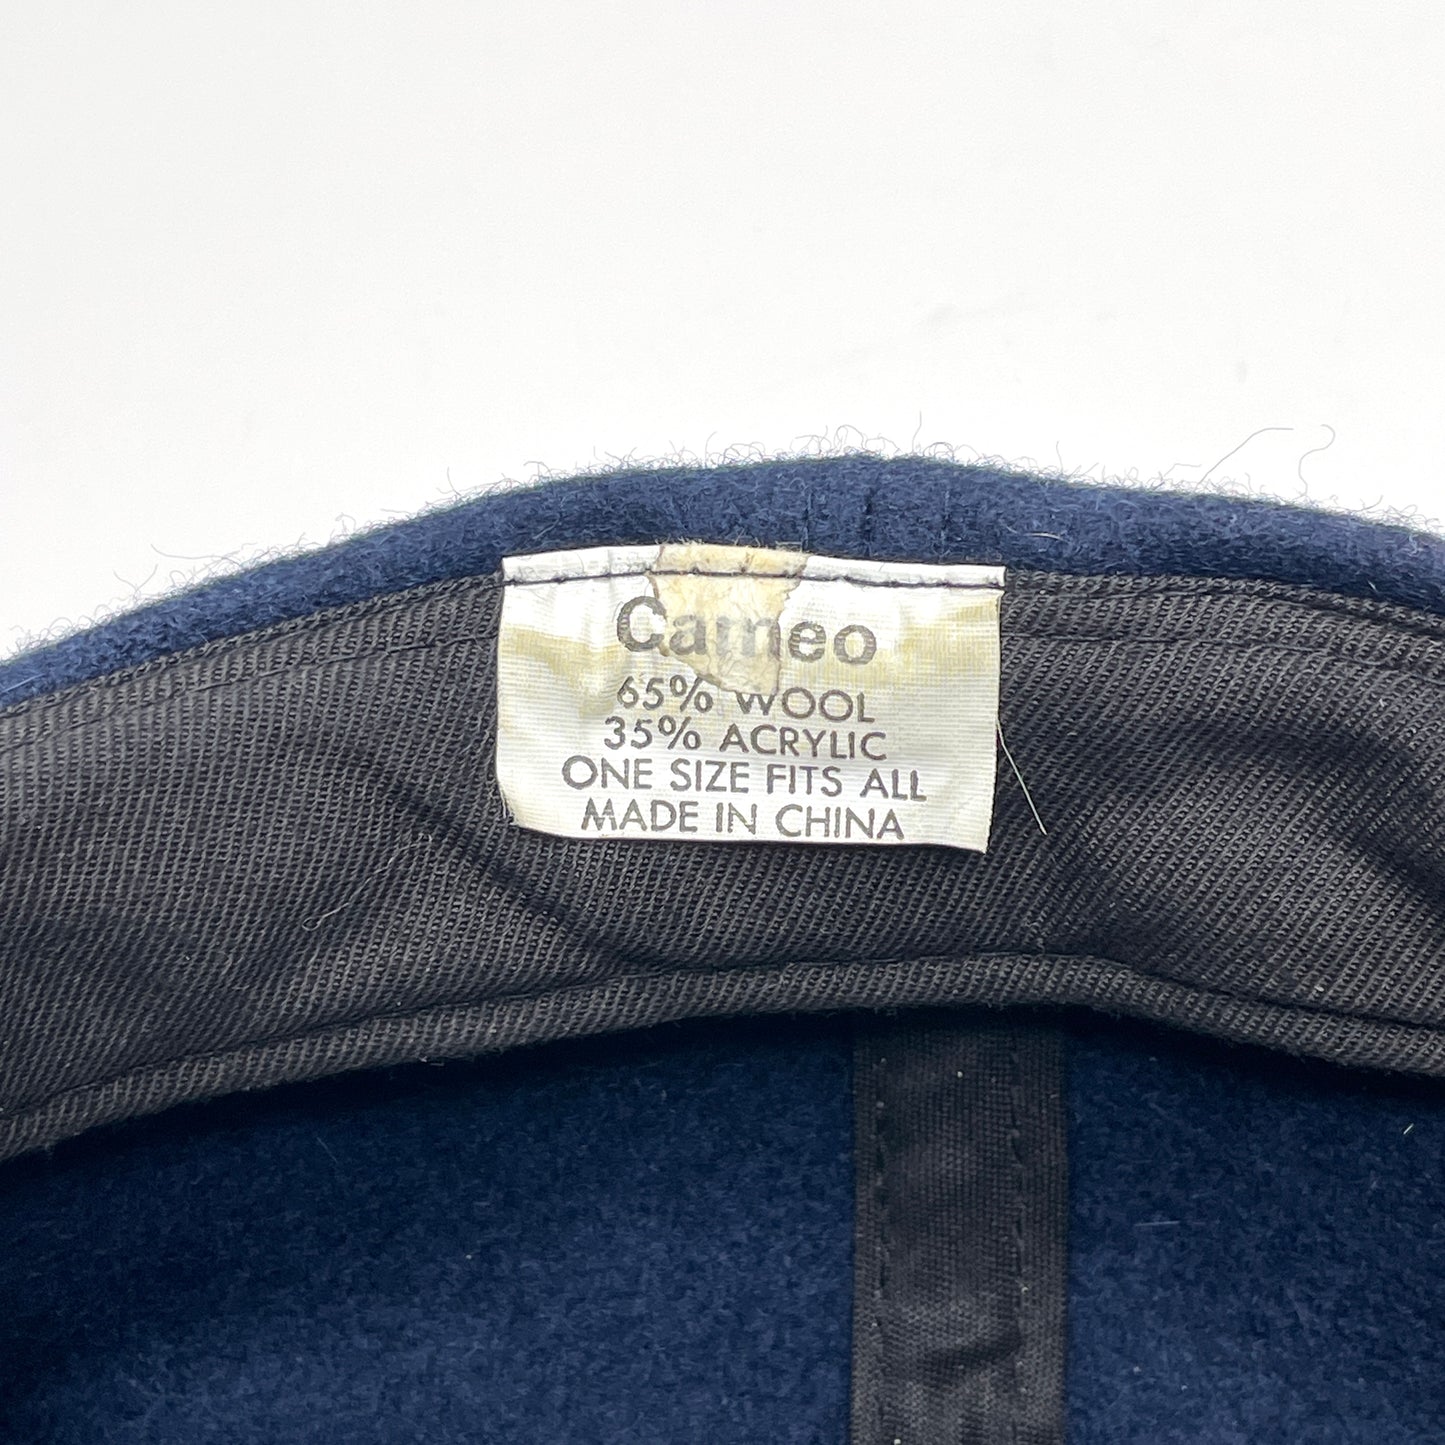 Cameo
65% WOOL
35% ACRYLIC
ONE SIZE FITS ALL
MADE IN CHINA